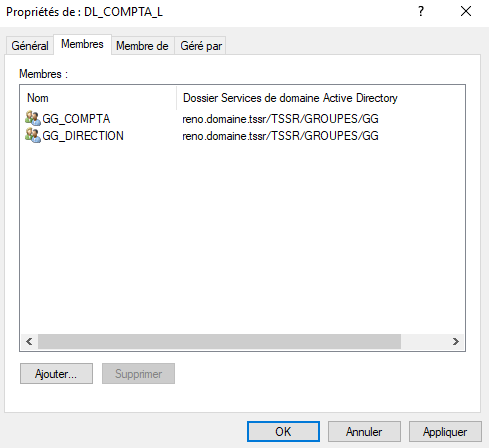 Propriétés de : DL_COMPTA_L
?
Général Membres Membre de Géré par
Membres :
Nom Dossier Services de domaine Active Directory
GG_COMPTA reno.domaine.tssr/TSSR/GROUPES/GG
GG_DIRECTION reno.domaine.tssr/TSSR/GROUPES/GG
Ajouter... Supprimer
OK Annuler Appliquer